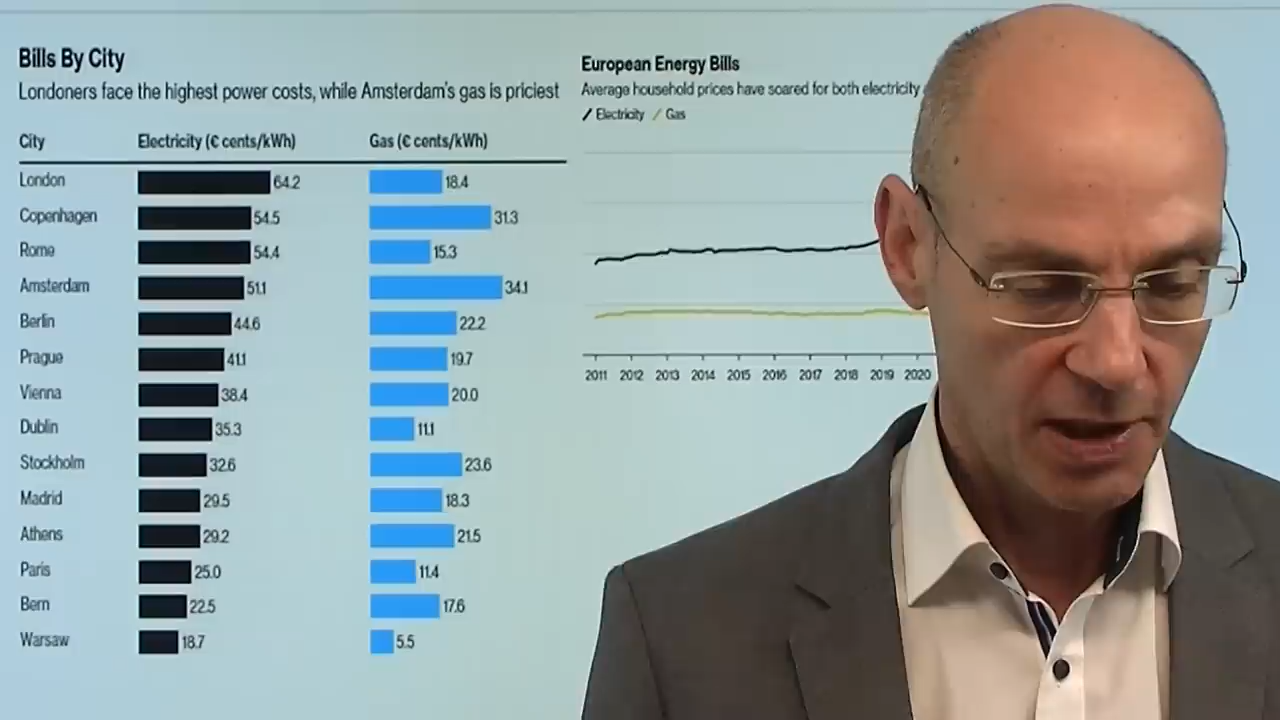 Bills By City
Londoners face the highest power costs, while Amsterdam's gas is priciest
City Electricity (€ cents/kWh) Gas (€ cents/kWh)
London 64.2 18.4
Copenhagen 54.5 31.3
Rome 54.4 15.3
Amsterdam 51.1 34.1
Berlin 44.6 22.2
Prague 41.1 19.7
Vienna 38.4 20.0
Dublin 35.3 11.1
Stockholm 32.6 23.6
Madrid 29.5 18.3
Athens 29.2 21.5
Paris 25.0 11.4
Bern 22.5 17.6
Warsaw 18.7 5.5
European Energy Bills
Average household prices have soared for both electricity
Electricity Gas
2011 2012 2013 2014 2015 2016 2017 2018 2019 2020